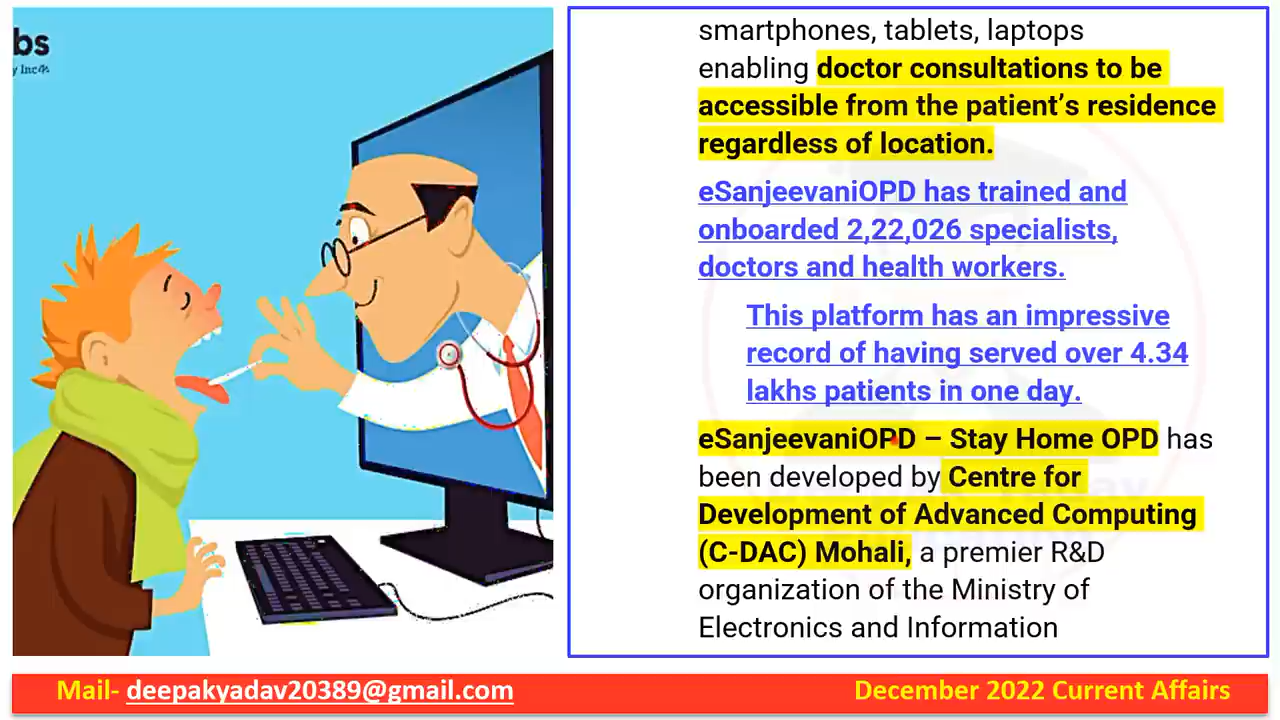 bs
y Inc
smartphones, tablets, laptops
enabling doctor consultations to be
accessible from the patient’s residence
regardless of location.
eSanjeevaniOPD has trained and
onboarded 2,22,026 specialists,
doctors and health workers.
This platform has an impressive
record of having served over 4.34
lakhs patients in one day.
eSanjeevaniOPD – Stay Home OPD has
been developed by Centre for
Development of Advanced Computing
(C-DAC) Mohali, a premier R&D
organization of the Ministry of
Electronics and Information
Mail- deepakyadav20389@gmail.com
December 2022 Current Affairs